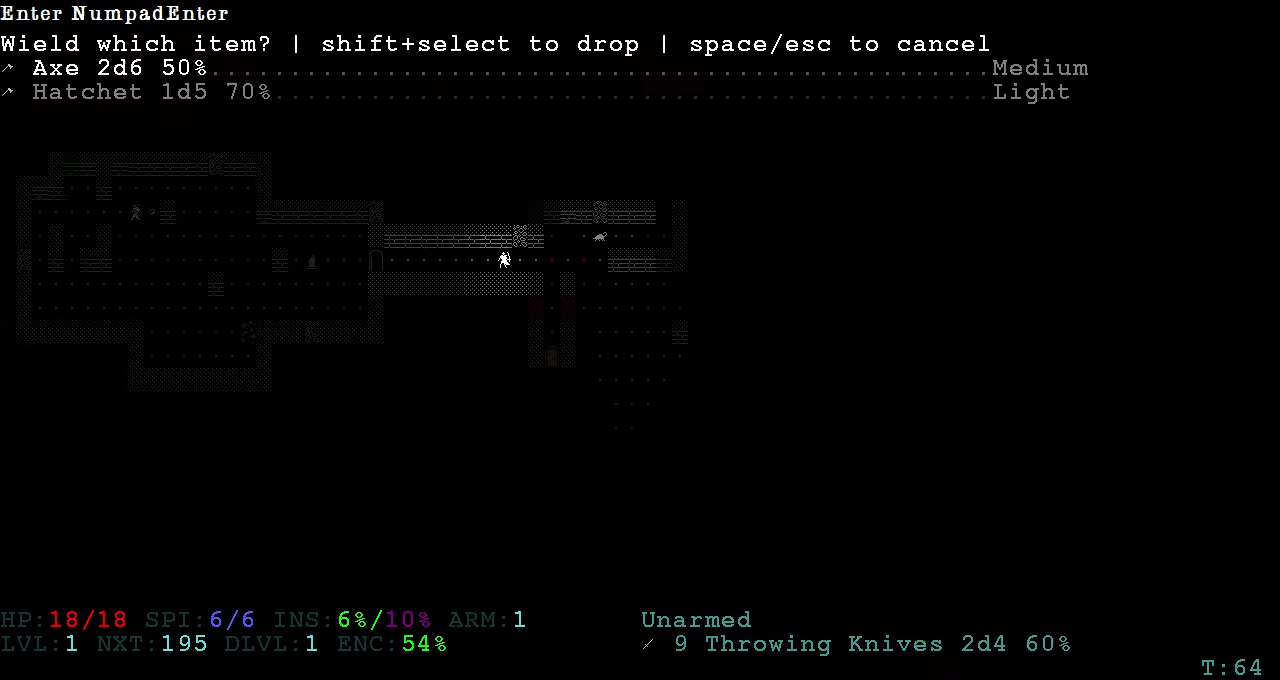 Enter NumpadEnter
Wield which item? | shift+select to drop | space/esc to cancel
Axe 2d6 50%.................................................Medium
Hatchet 1d5 70%.............................................Light
HP:18/18 SPI:6/6 INS:6%/10% ARM:1 Unarmed
LVL:1 NXT:195 DLVL:1 ENC:54% 9 Throwing Knives 2d4 60%
T:64